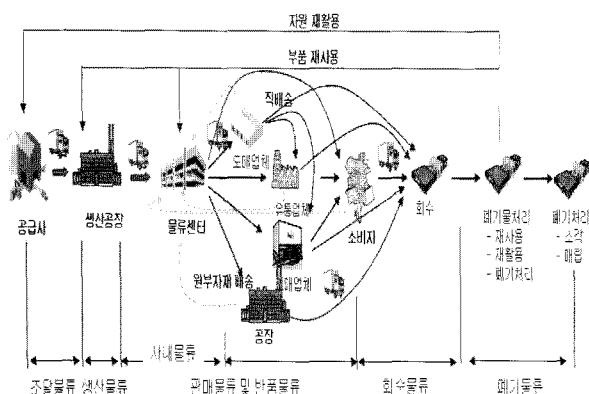 자원 재활용
부품 재사용
직배송
도매업체
공급사
생산공장
물류센터
유통업체
소비자
회수
폐기물처리
- 재사용
- 재활용
- 폐기처리
폐기처리
- 소각
- 매립
원부자재 배송
공장
사내물류
조달물류
생산물류
판매물류 및 반품물류
회수물류
폐기물류